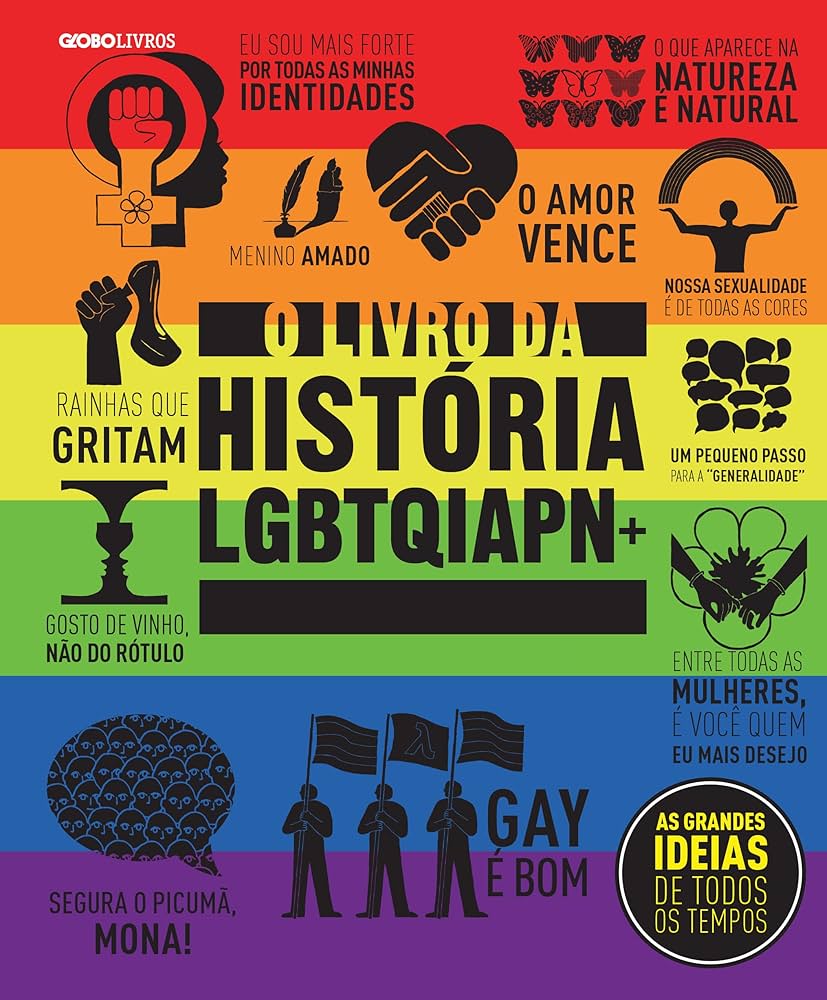 GLOBOLIVROS
EU SOU MAIS FORTE
POR TODAS AS MINHAS
IDENTIDADES
O QUE APARECE NA
NATUREZA
É NATURAL
MENINO AMADO
O AMOR
VENCE
NOSSA SEXUALIDADE
É DE TODAS AS CORES
RAINHAS QUE
GRITAM
O LIVRO DA
HISTÓRIA
LGBTQIAPN+
UM PEQUENO PASSO
PARA A “GENERALIDADE”
GOSTO DE VINHO,
NÃO DO RÓTULO
ENTRE TODAS AS
MULHERES,
É VOCÊ QUEM
EU MAIS DESEJO
λ
GAY
É BOM
SEGURA O PICUMÃ,
MONA!
AS GRANDES
IDEIAS
DE TODOS
OS TEMPOS